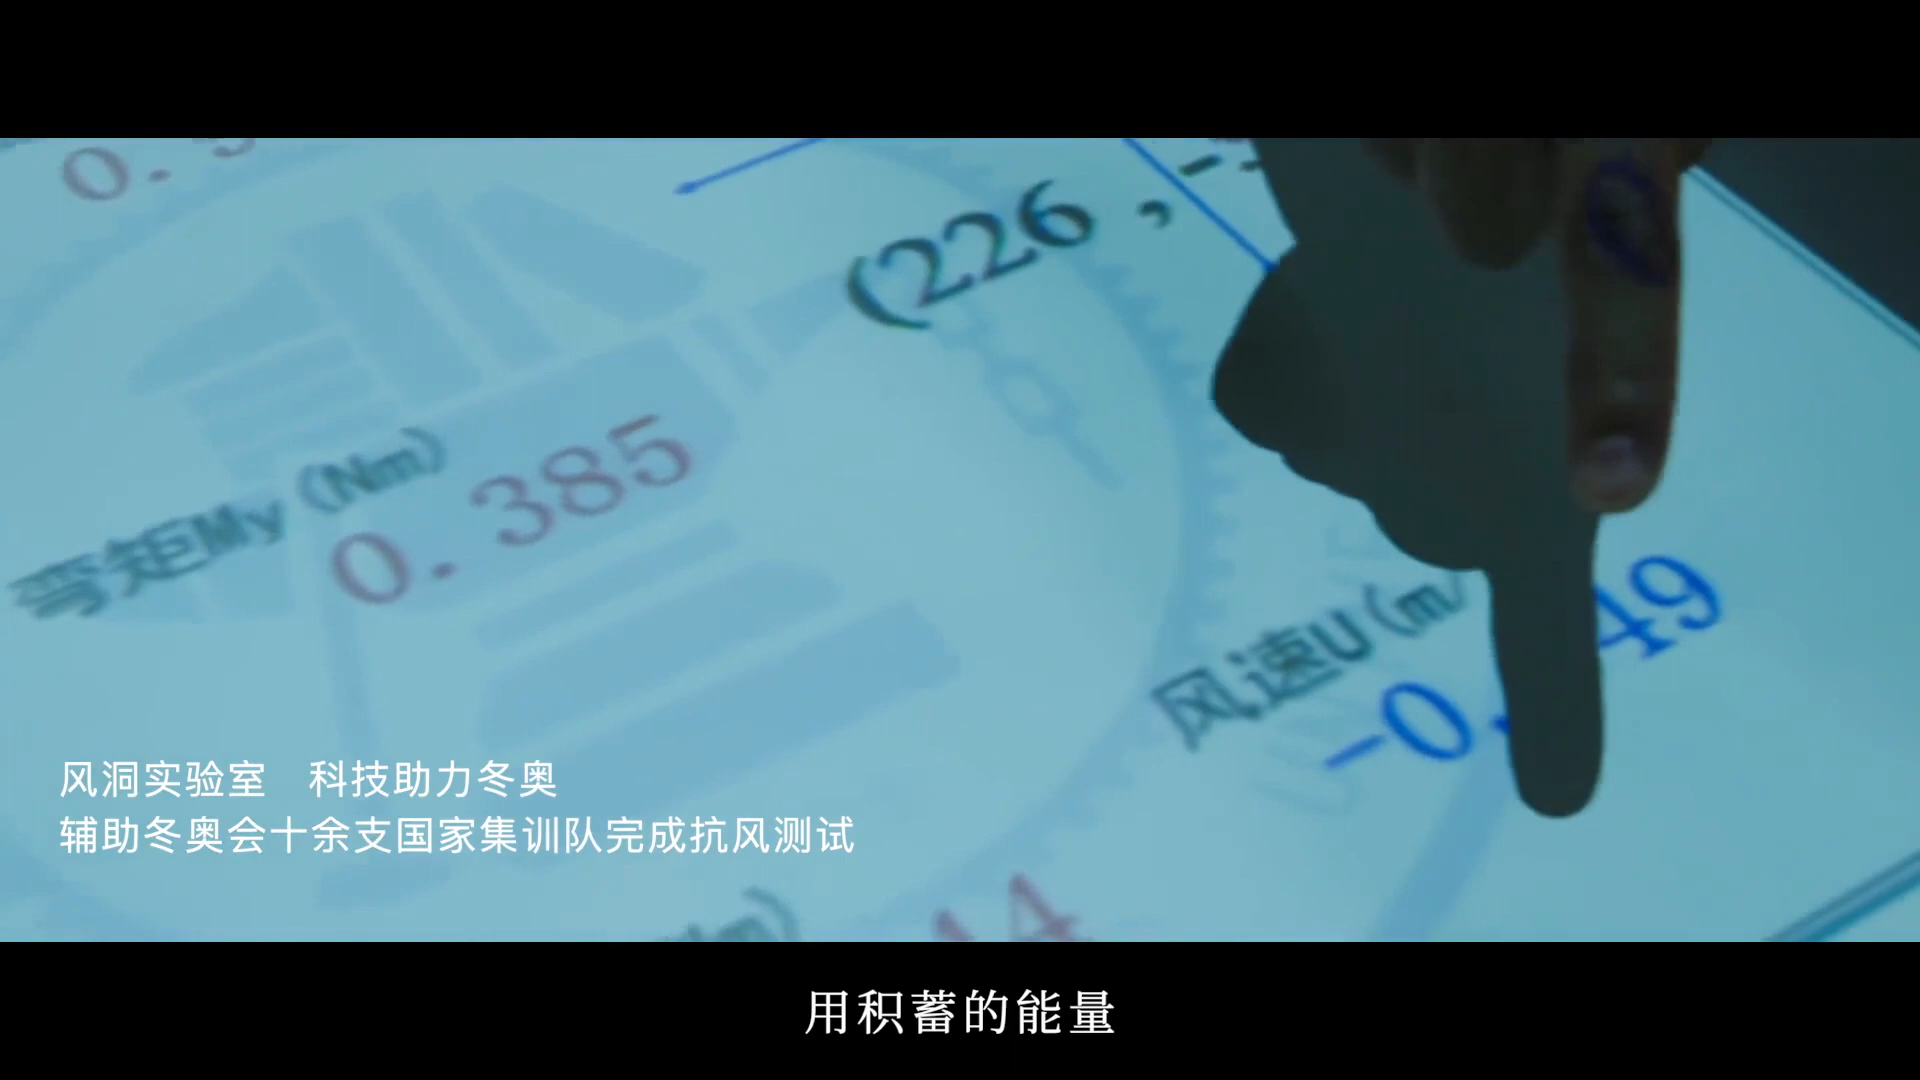 (226 ,
弯矩My (Nm)
0.385
风速U (m/
-0.
49
14
风洞实验室 科技助力冬奥
辅助冬奥会十余支国家集训队完成抗风测试
用积蓄的能量